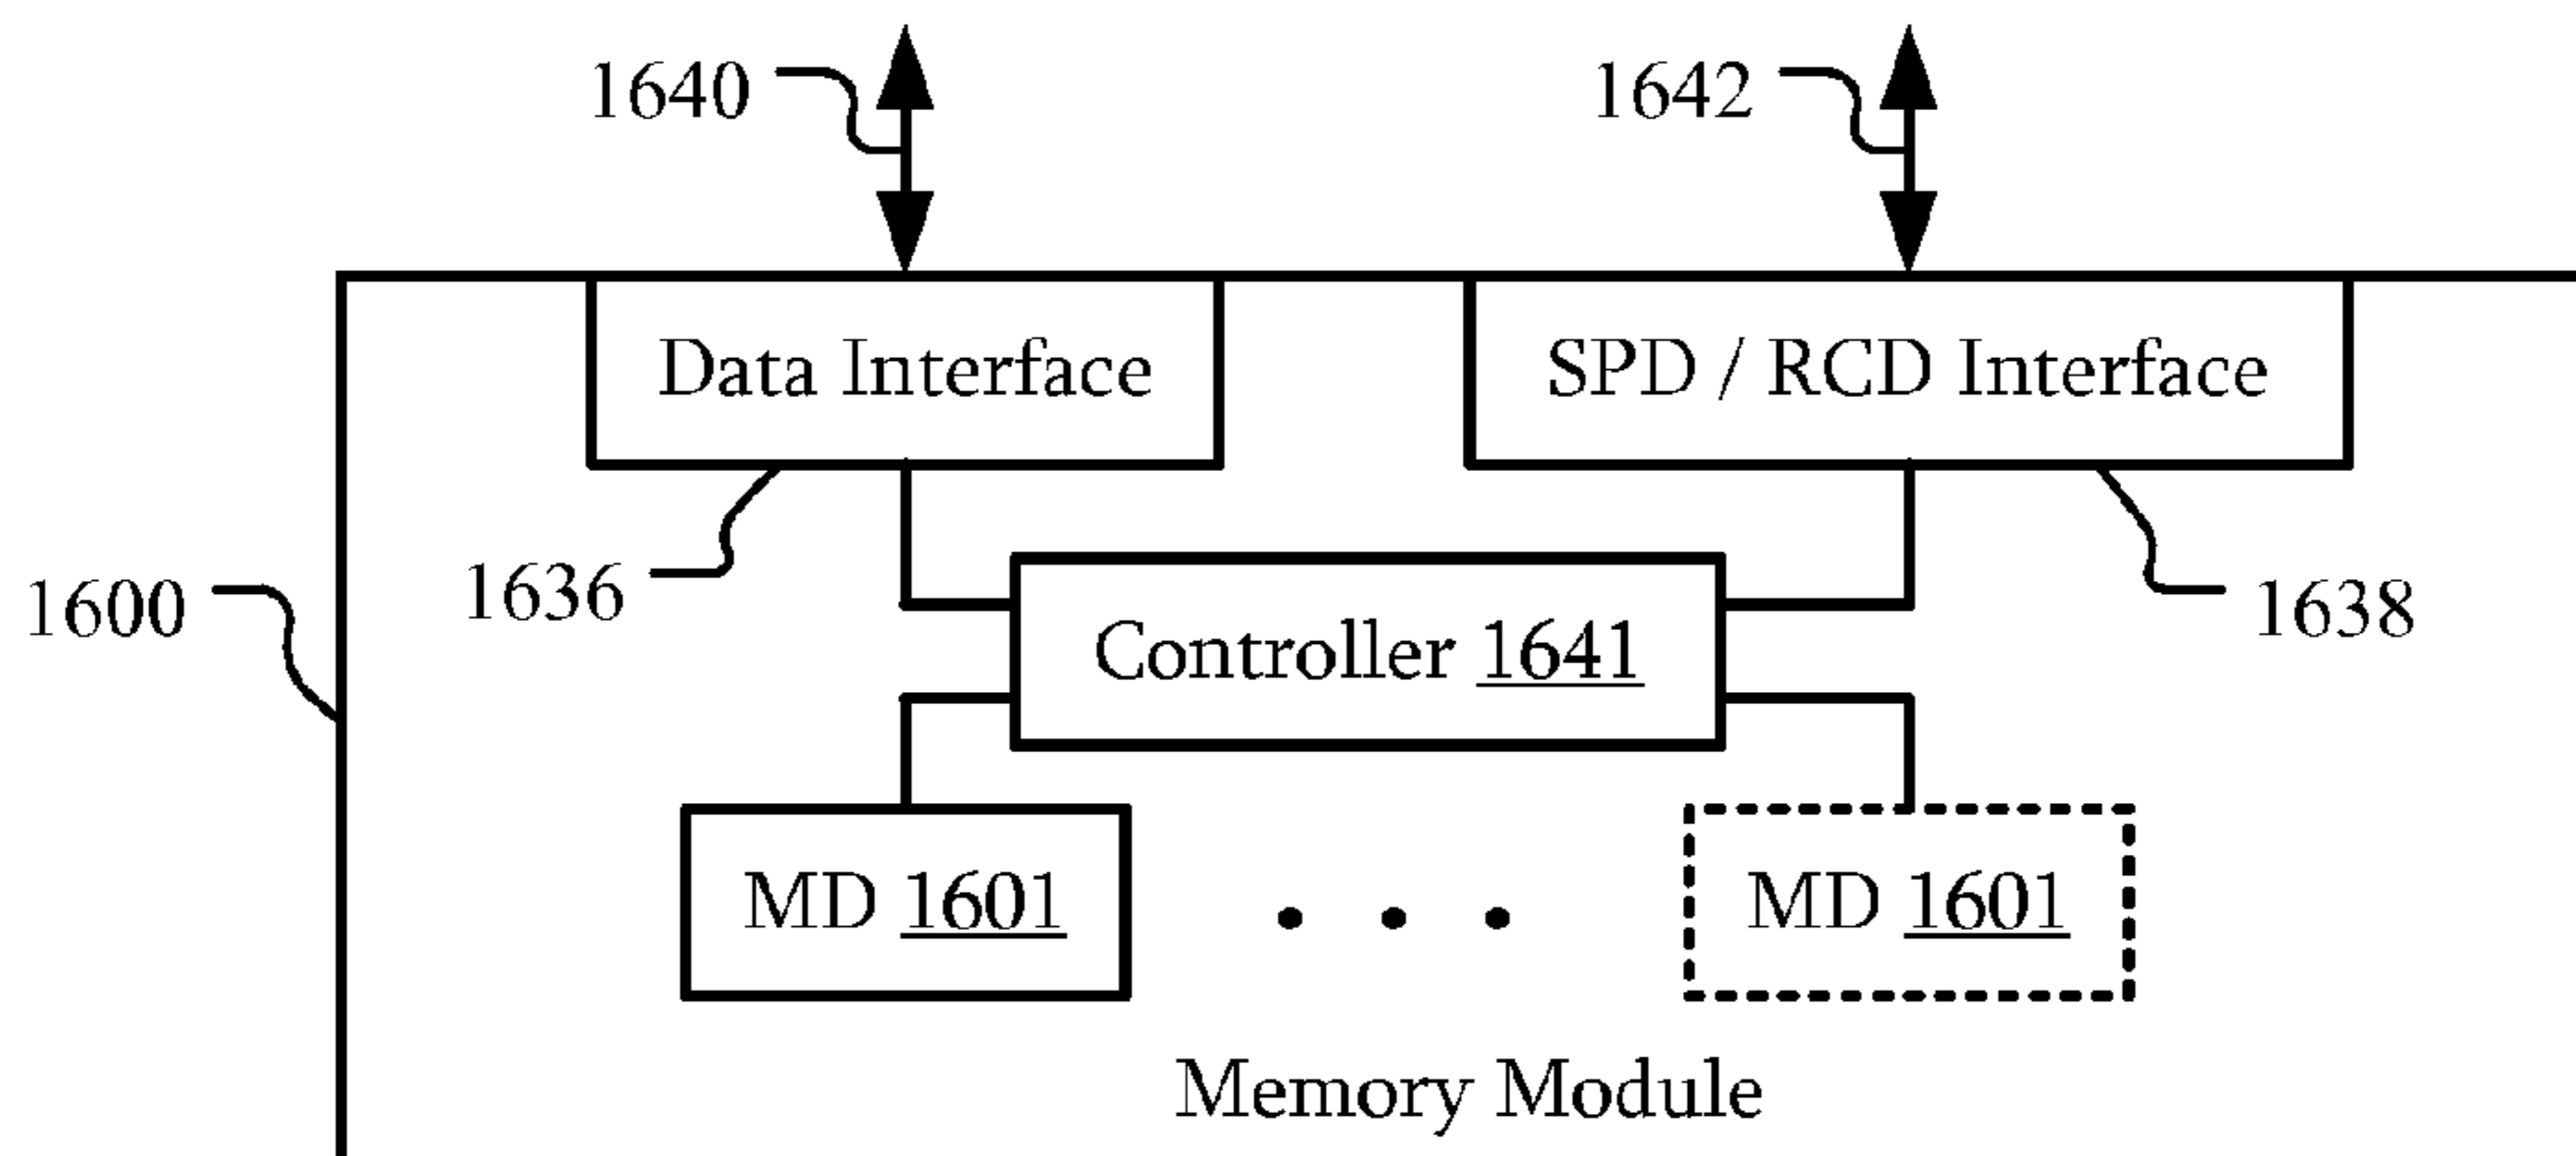 1640
1642
Data Interface
SPD / RCD Interface
1636
1600
1638
Controller 1641
MD 1601
MD 1601
Memory Module